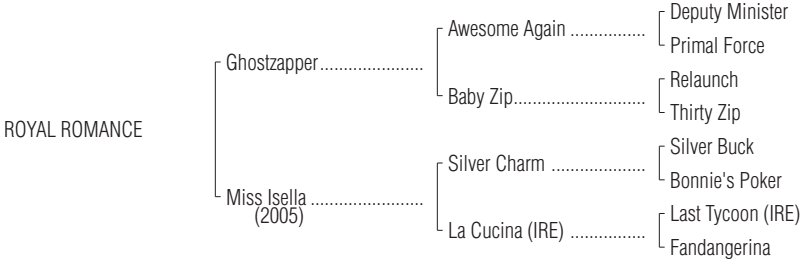 Deputy Minister
Awesome Again ................
Primal Force
Ghostzapper......................
Relaunch
Baby Zip............................
Thirty Zip
ROYAL ROMANCE
Silver Buck
Silver Charm ....................
Bonnie's Poker
Miss Isella ........................
(2005)
Last Tycoon (IRE)
La Cucina (IRE) ................
Fandangerina